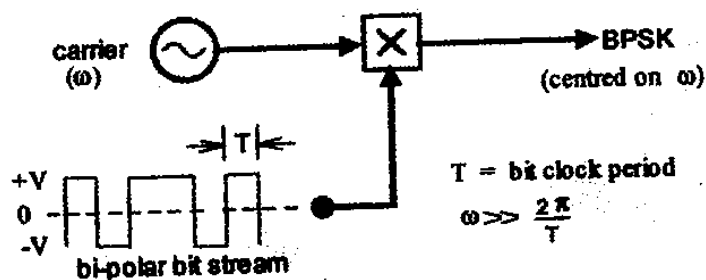 carrier
(ω)
X
BPSK
(centred on ω)
T
+V
0
-V
T = bit clock period
ω >> 2π/T
bi-polar bit stream